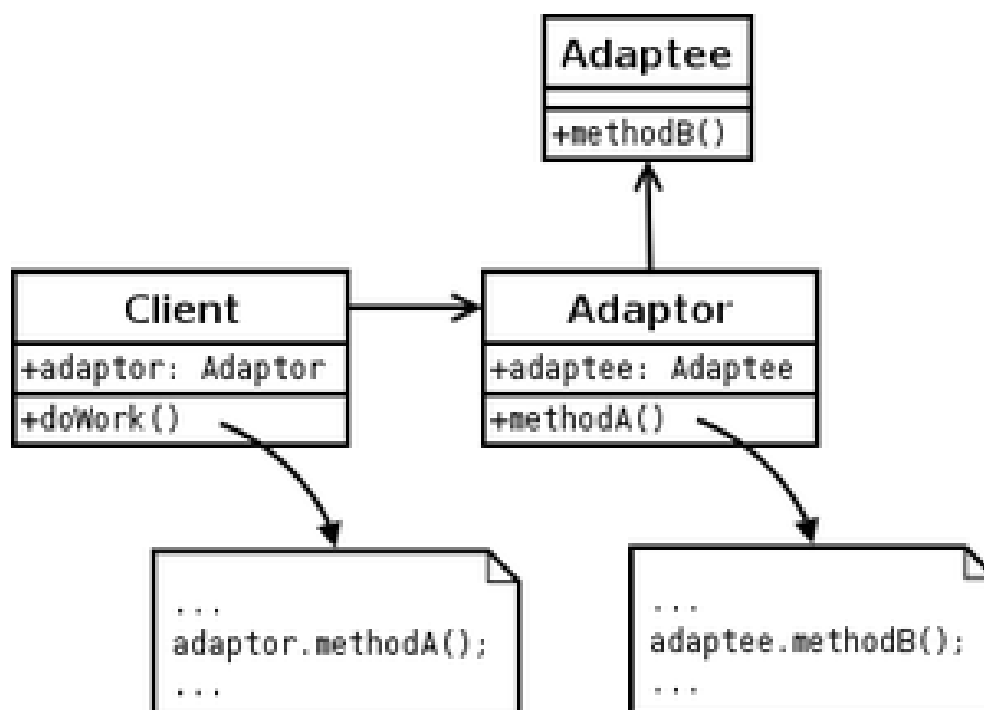 Adaptee
+methodB()
Client
+adaptor: Adaptor
+doWork()
Adaptor
+adaptee: Adaptee
+methodA()
...
adaptor.methodA();
...
...
adaptee.methodB();
...